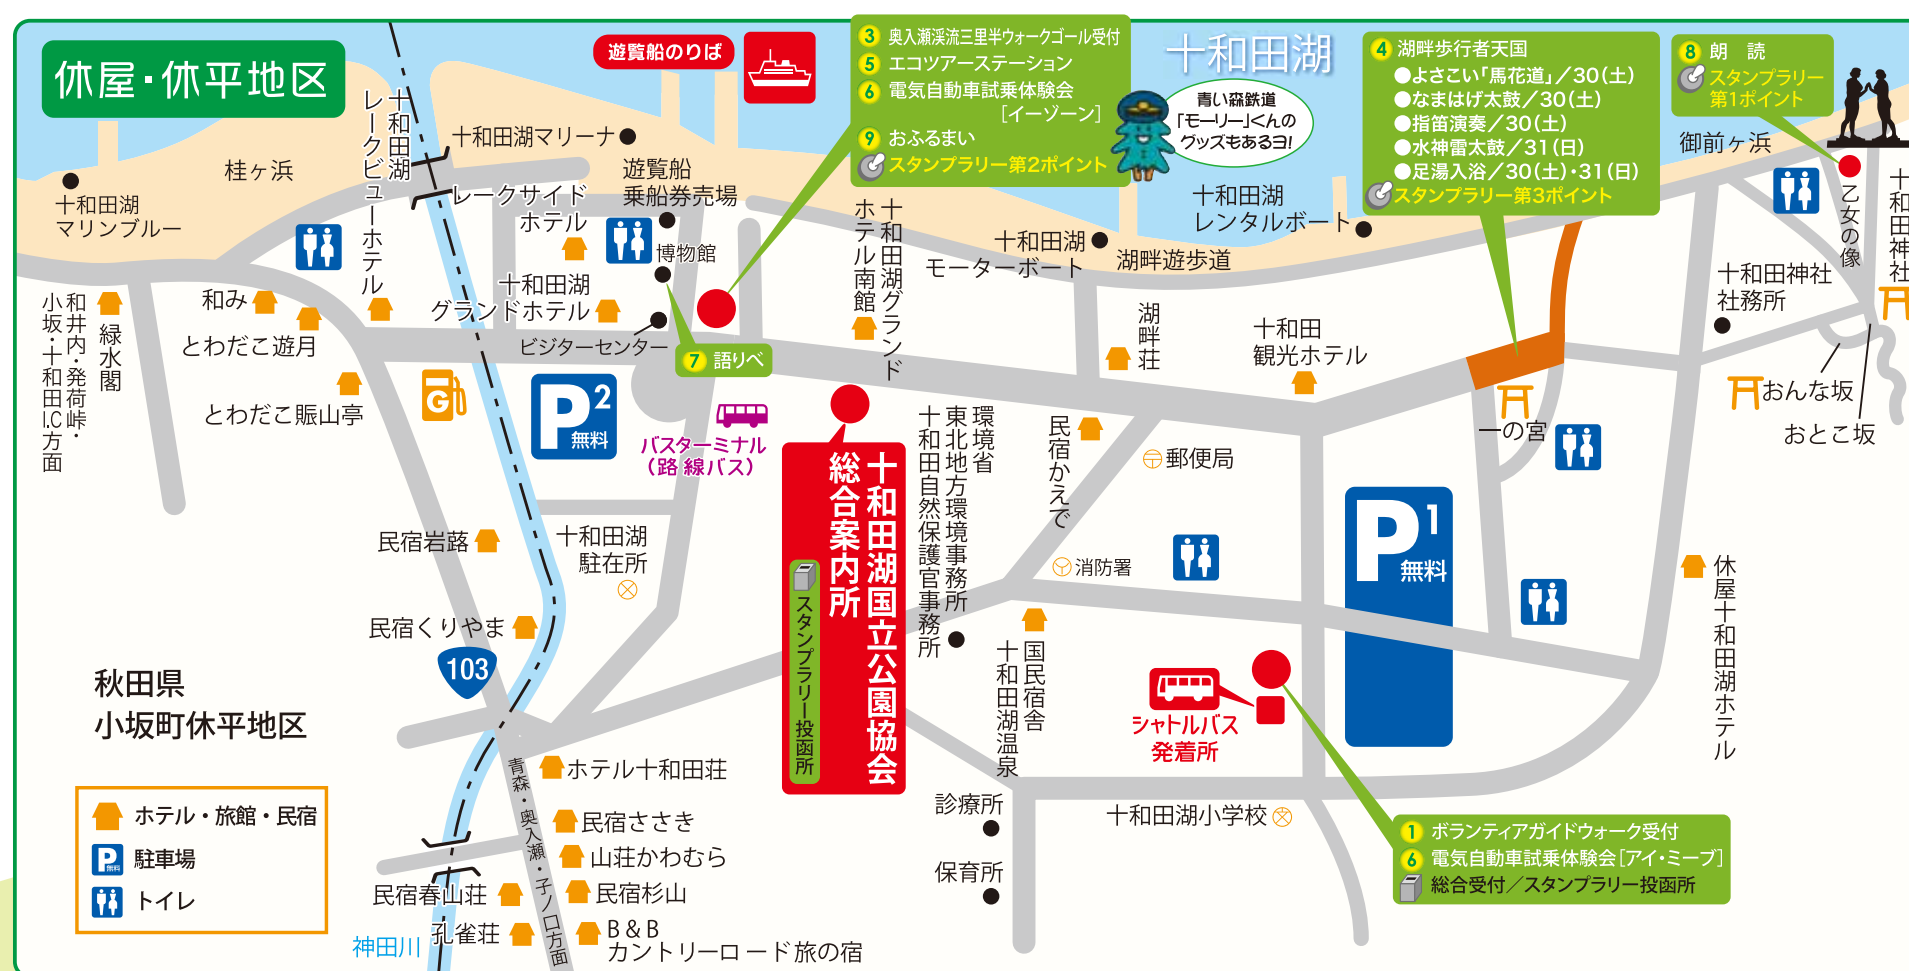 休屋・休平地区
遊覧船のりば
3 奥入瀬渓流三里半ウォークゴール受付
5 エコツアーステーション
6 電気自動車試乗体験会
[イーゾーン]
9 おふるまい
スタンプラリー第2ポイント
十和田湖
青い森鉄道
「モーリー」くんの
グッズもあるヨ!
4 湖畔歩行者天国
●よさこい「馬花道」/30(土)
●なまはげ太鼓/30(土)
●指笛演奏/30(土)
●水神雷太鼓/31(日)
●足湯入浴/30(土)・31(日)
スタンプラリー第3ポイント
8 朗 読
スタンプラリー
第1ポイント
御前ヶ浜
乙女の像
十和田神社
十和田神社
社務所
おんな坂
おとこ坂
十和田湖
マリンブルー
桂ヶ浜
十和田湖
レークビューホテル
十和田湖マリーナ
レークサイド
ホテル
遊覧船
乗船券売場
博物館
十和田湖
グランドホテル
ビジターセンター
7 語りべ
十和田湖グランド
ホテル南館
十和田湖
モーターボート
湖畔遊歩道
十和田湖
レンタルボート
湖畔荘
十和田
観光ホテル
一の宮
和井内・発荷峠・
小坂・十和田I.C方面
緑水閣
和み
とわだこ遊月
とわだこ賑山亭
G
P2
無料
バスターミナル
(路線バス)
十和田湖国立公園協会
総合案内所
スタンプラリー投函所
環境省
東北地方環境事務所
十和田自然保護官事務所
民宿かえで
郵便局
消防署
P1
無料
民宿岩蕗
十和田湖
駐在所
民宿くりやま
103
国民宿舎
十和田湖温泉
シャトルバス
発着所
休屋十和田湖ホテル
秋田県
小坂町休平地区
ホテル・旅館・民宿
P
無料
駐車場
トイレ
青森・奥入瀬・子ノ口方面
ホテル十和田荘
民宿ささき
山荘かわむら
民宿杉山
B&B
カントリーロード旅の宿
民宿春山荘
孔雀荘
神田川
診療所
保育所
十和田湖小学校
1 ボランティアガイドウォーク受付
6 電気自動車試乗体験会[アイ・ミーブ]
総合受付/スタンプラリー投函所